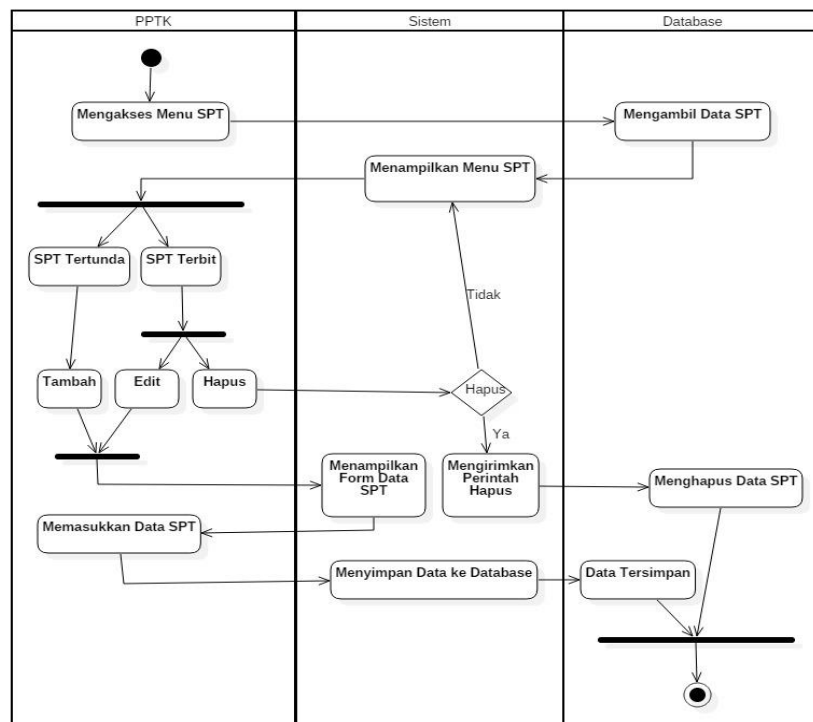 PPTK
Sistem
Database
Mengakses Menu SPT
Mengambil Data SPT
Menampilkan Menu SPT
SPT Tertunda
SPT Terbit
Tidak
Tambah
Edit
Hapus
Hapus
Ya
Menampilkan
Form Data
SPT
Mengirimkan
Perintah
Hapus
Menghapus Data SPT
Memasukkan Data SPT
Menyimpan Data ke Database
Data Tersimpan